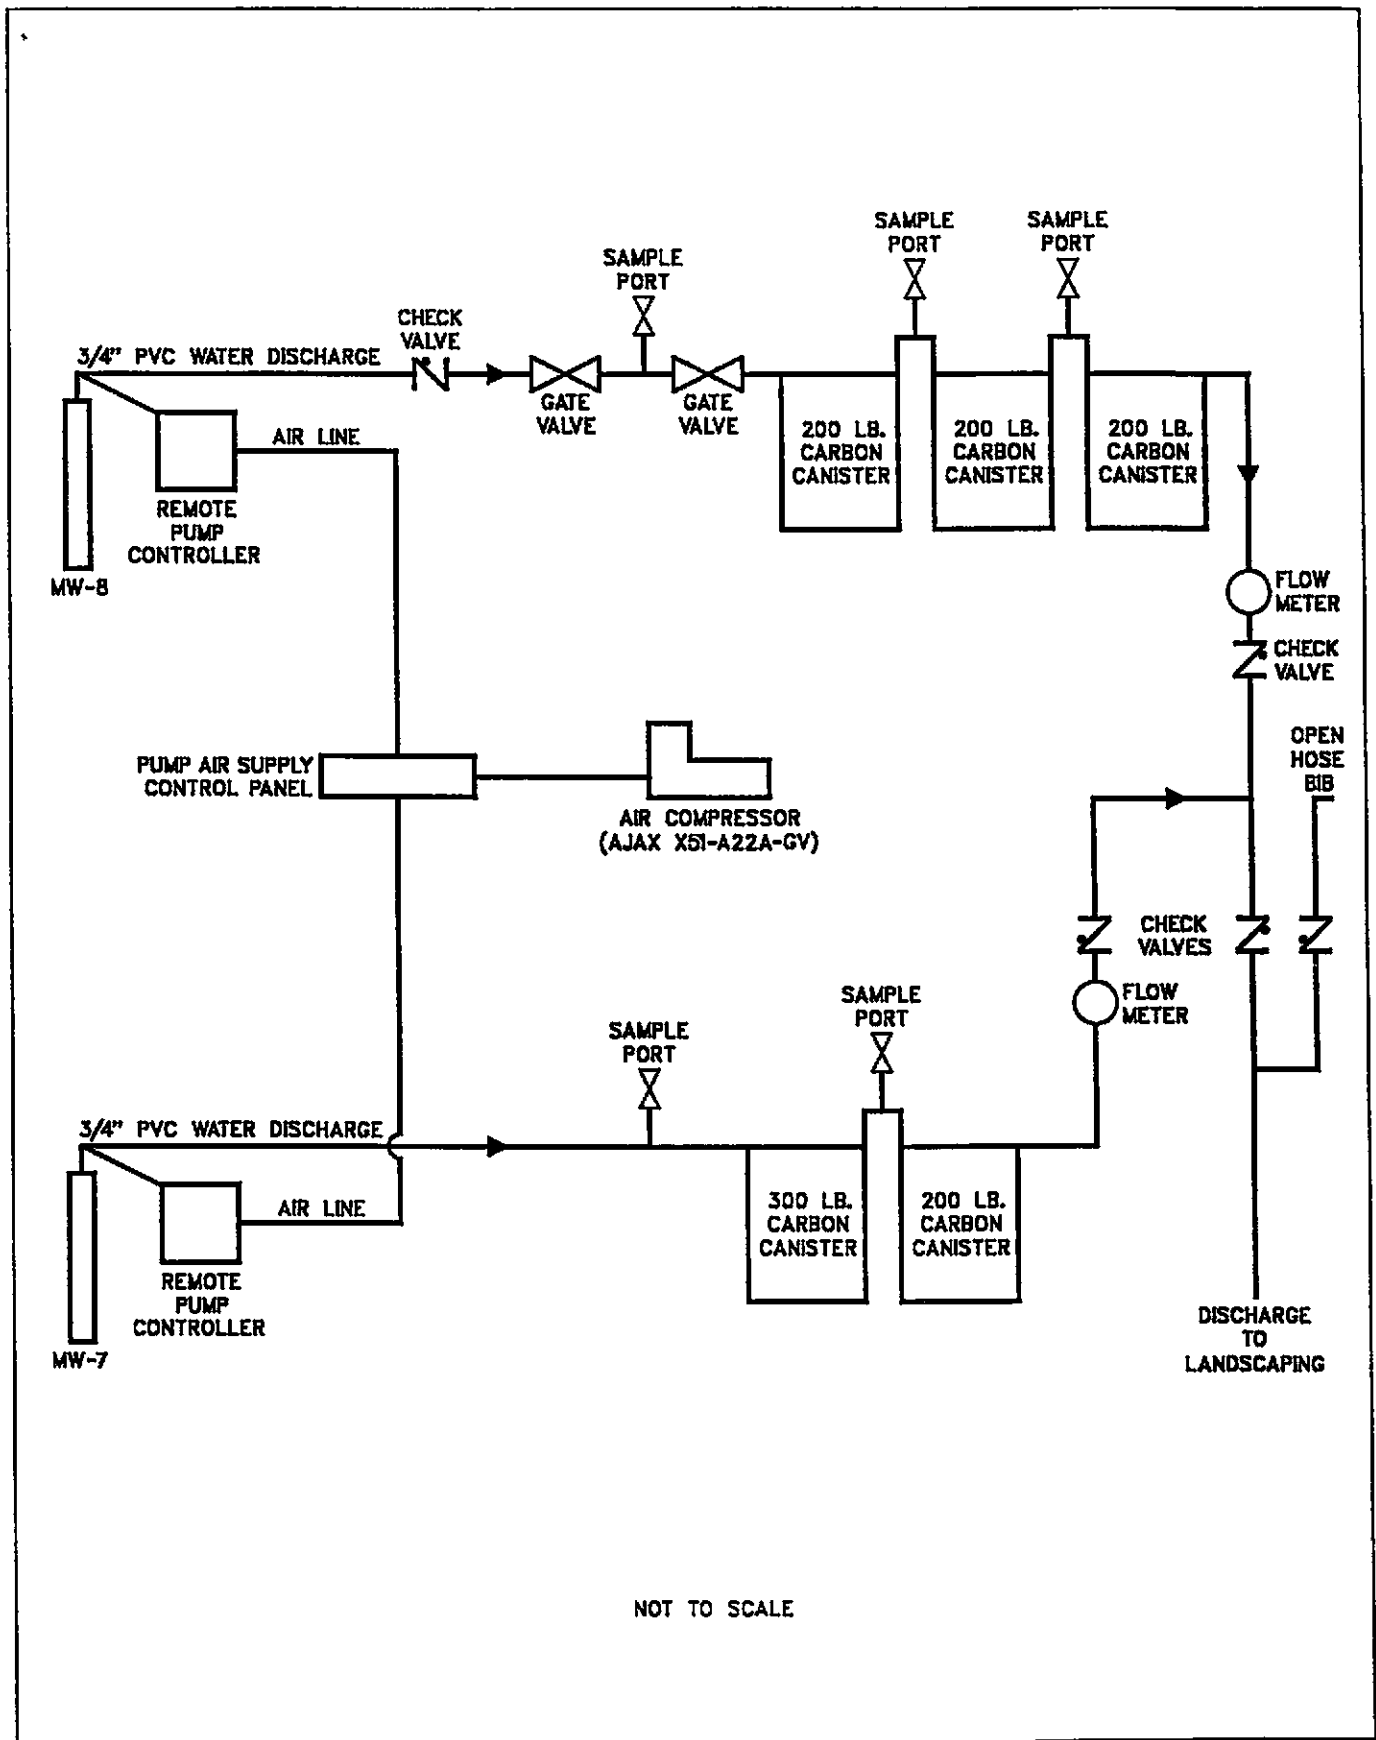 SAMPLE
PORT
SAMPLE
PORT
SAMPLE
PORT
CHECK
VALVE
3/4" PVC WATER DISCHARGE
GATE
VALVE
GATE
VALVE
200 LB.
CARBON
CANISTER
200 LB.
CARBON
CANISTER
200 LB.
CARBON
CANISTER
AIR LINE
REMOTE
PUMP
CONTROLLER
MW-8
FLOW
METER
CHECK
VALVE
OPEN
HOSE
BIB
PUMP AIR SUPPLY
CONTROL PANEL
AIR COMPRESSOR
(AJAX X51-A22A-GV)
CHECK
VALVES
FLOW
METER
SAMPLE
PORT
SAMPLE
PORT
3/4" PVC WATER DISCHARGE
AIR LINE
300 LB.
CARBON
CANISTER
200 LB.
CARBON
CANISTER
REMOTE
PUMP
CONTROLLER
MW-7
DISCHARGE
TO
LANDSCAPING
NOT TO SCALE